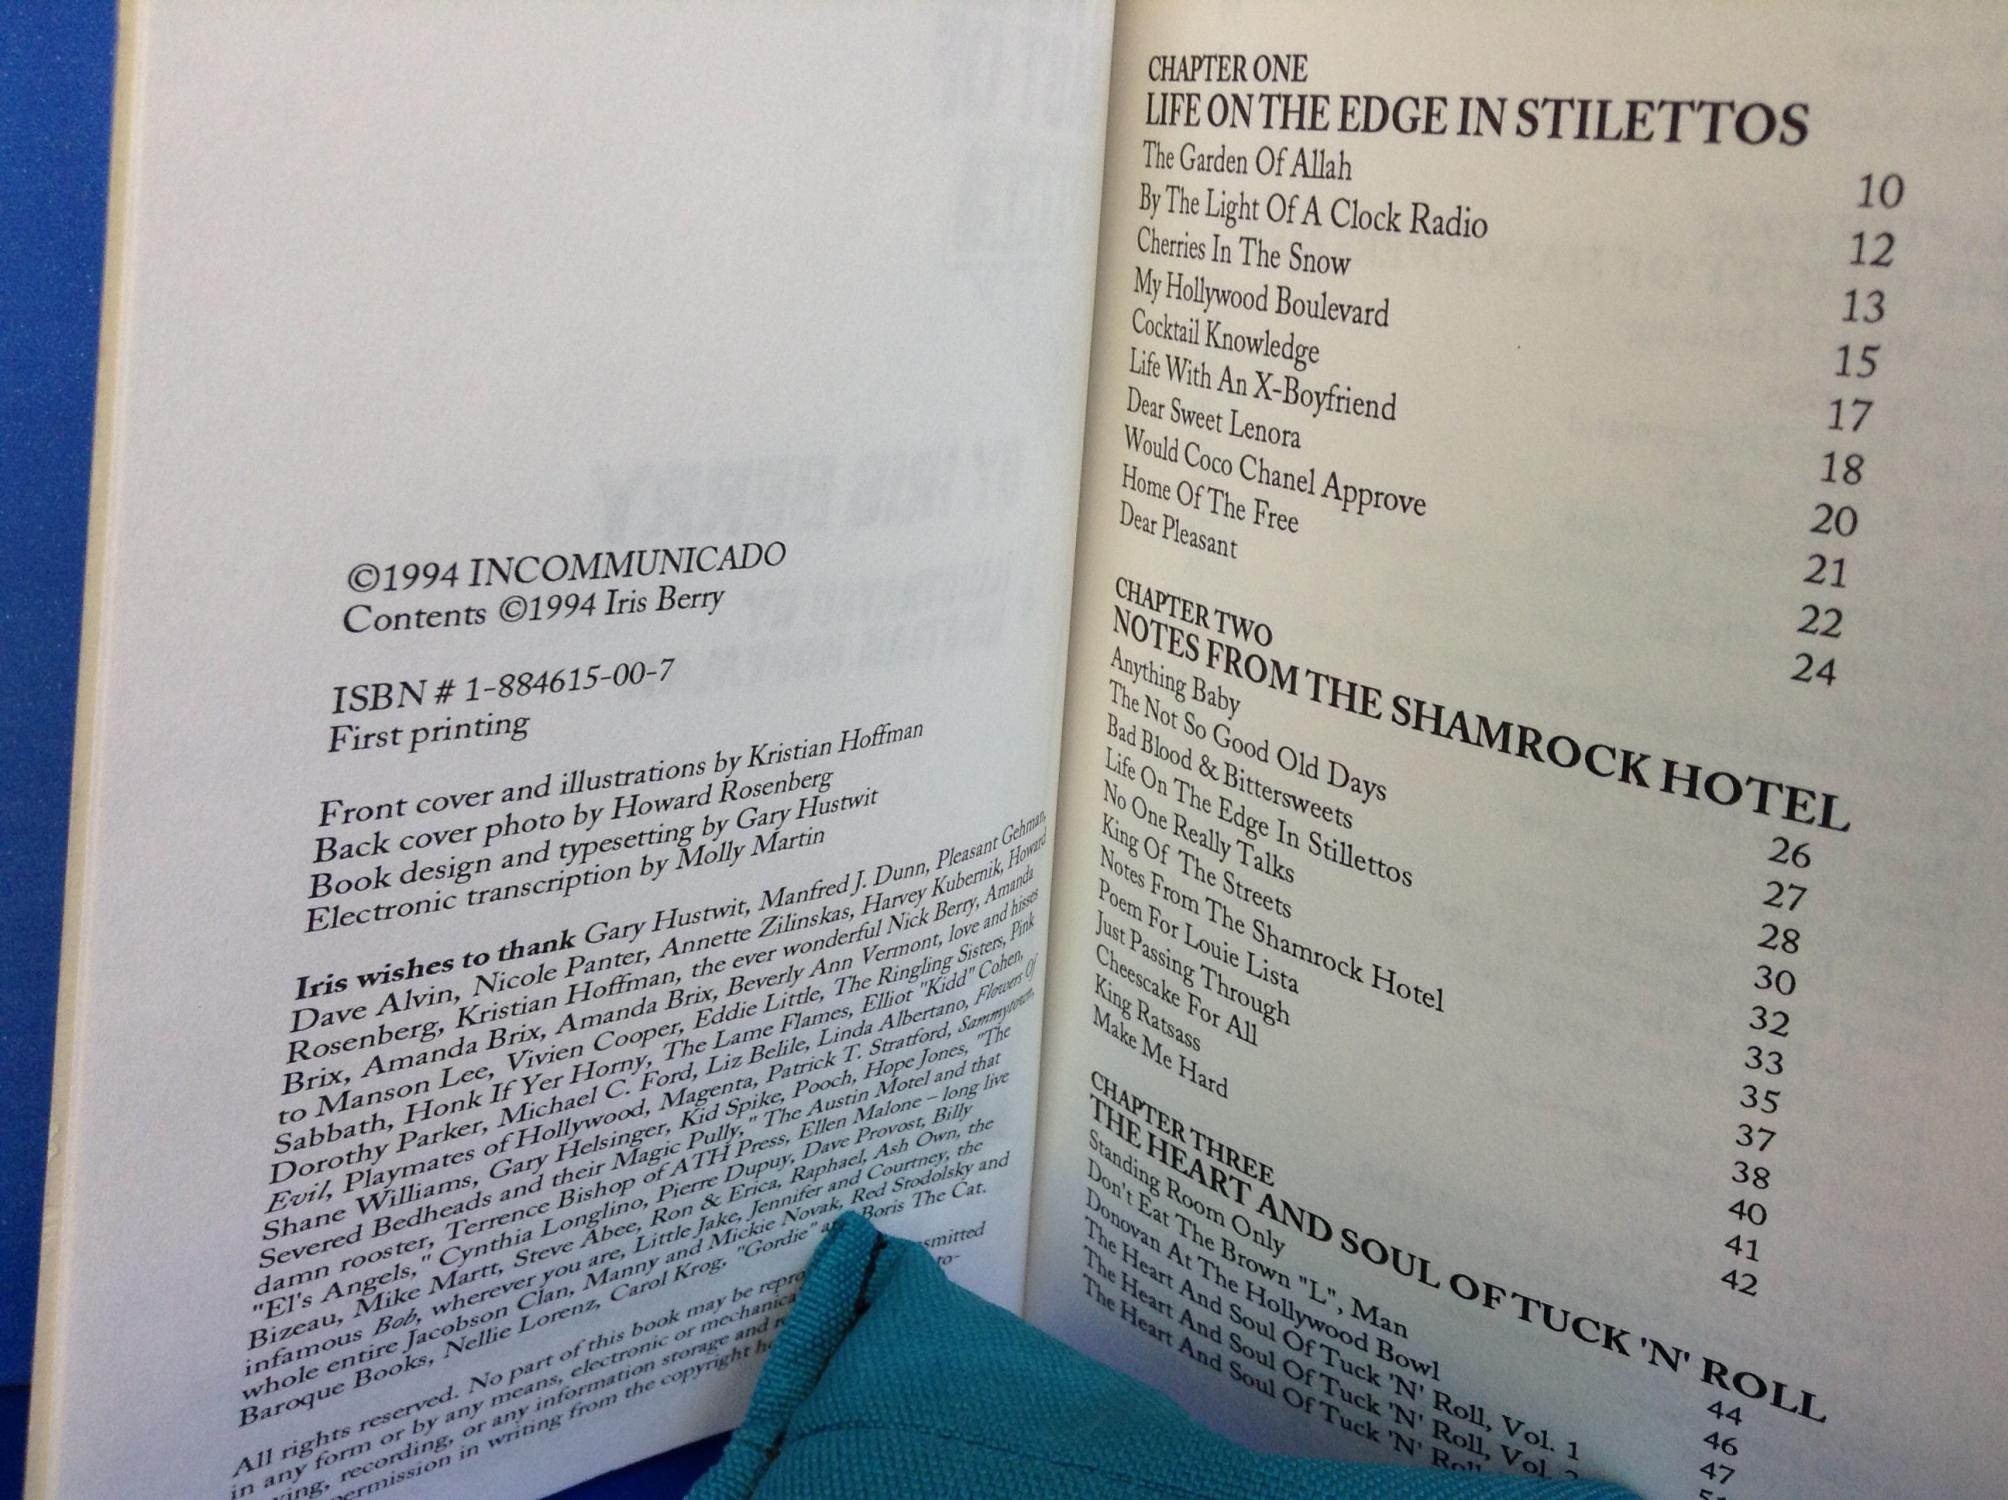 ©1994 INCOMMUNICADO
Contents ©1994 Iris Berry
ISBN # 1-884615-00-7
First printing
Front cover and illustrations by Kristian Hoffman
Back cover photo by Howard Rosenberg
Book design and typesetting by Gary Hustwit
Electronic transcription by Molly Martin
Iris wishes to thank Gary Hustwit, Manfred J. Dunn, Pleasant Gehman,
Dave Alvin, Nicole Panter, Annette Zilinskas, Harvey Kubernik, Howard
Rosenberg, Kristian Hoffman, the ever wonderful Nick Berry, Amanda
Brix, Amanda Brix, Amanda Brix, Beverly Ann Vermont, love and hisses
to Manson Lee, Vivien Cooper, Eddie Little, The Ringling Sisters, Pink
Sabbath, Honk If Yer Horny, The Lame Flames, Elliot "Kidd" Cohen,
Dorothy Parker, Michael C. Ford, Liz Belile, Linda Albertano, Flowers Of
Evil, Playmates of Hollywood, Magenta, Patrick T. Stratford, Sammytown,
Shane Williams, Gary Helsinger, Kid Spike, Pooch, Hope Jones, "The
Severed Bedheads and their Magic Pully," The Austin Motel and that
damn rooster, Terrence Bishop of ATH Press, Ellen Malone – long live
"El's Angels," Cynthia Longlino, Pierre Dupuy, Dave Provost, Billy
Bizeau, Mike Martt, Steve Abee, Ron & Erica, Raphael, Ash Own, the
infamous Bob, wherever you are, Little Jake, Jennifer and Courtney, the
whole entire Jacobson Clan, Manny and Mickie Novak, Red Stodolsky and
Baroque Books, Nellie Lorenz, Carol Krog, "Gordie" Boris The Cat.
All rights reserved. No part of this book may be repro smitted
in any form or by any means, electronic or mechanica to-
ying, recording, or any information storage and
permission in writing from the copyright
CHAPTER ONE
LIFE ON THE EDGE IN STILETTOS
The Garden Of Allah 10
By The Light Of A Clock Radio 12
Cherries In The Snow 13
My Hollywood Boulevard 15
Cocktail Knowledge 17
Life With An X-Boyfriend 18
Dear Sweet Lenora 20
Would Coco Chanel Approve 21
Home Of The Free 22
Dear Pleasant 24
CHAPTER TWO
NOTES FROM THE SHAMROCK HOTEL
Anything Baby 26
The Not So Good Old Days 27
Bad Blood & Bittersweets 28
Life On The Edge In Stillettos 30
No One Really Talks 32
King Of The Streets 33
Notes From The Shamrock Hotel 35
Poem For Louie Lista 37
Just Passing Through 38
Cheescake For All 40
King Ratsass 41
Make Me Hard 42
CHAPTER THREE
THE HEART AND SOUL OF TUCK 'N' ROLL
Standing Room Only 44
Don't Eat The Brown "L", Man 46
Donovan At The Hollywood Bowl 47
The Heart And Soul Of Tuck 'N' Roll, Vol. 1
The Heart And Soul Of Tuck 'N' Roll, Vol.
The Heart And Soul Of Tuck 'N' Roll